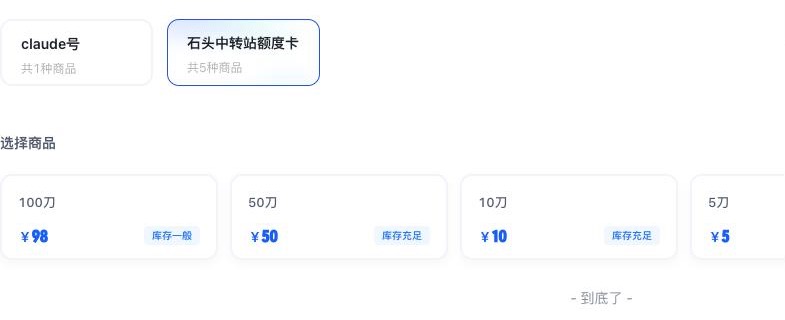 claude号
共1种商品
石头中转站额度卡
共5种商品
选择商品
100刀
¥98
库存一般
50刀
¥50
库存充足
10刀
¥10
库存充足
5刀
¥5
- 到底了 -